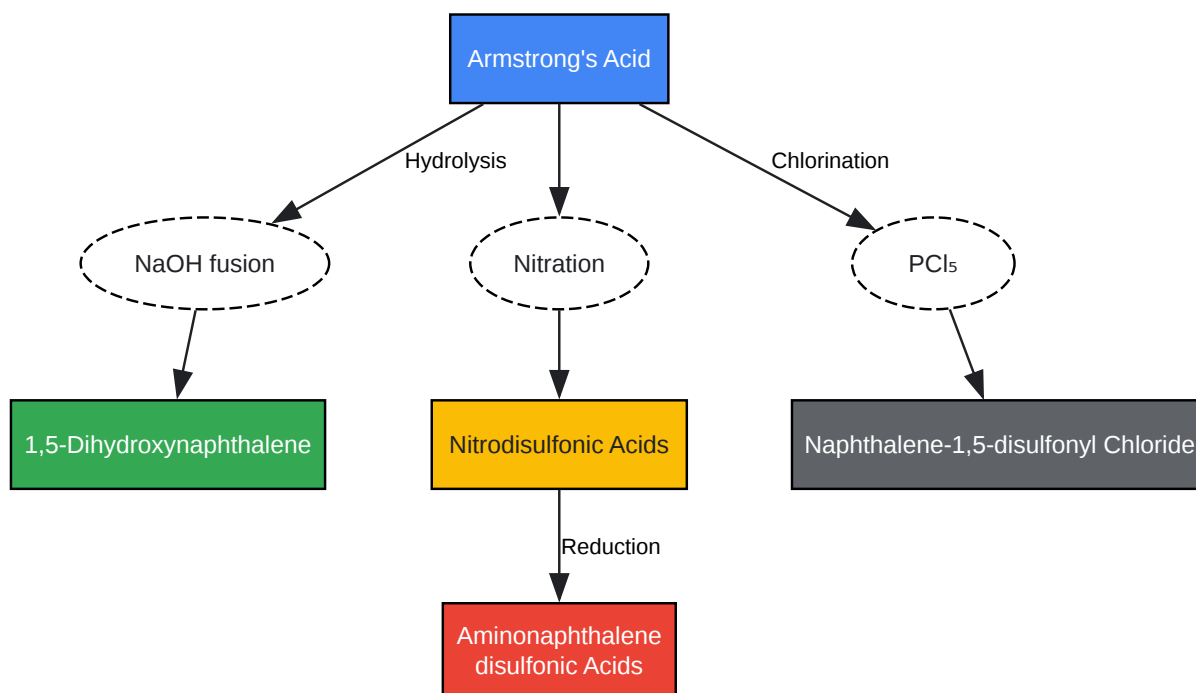 Armstrong's Acid
Hydrolysis
Chlorination
NaOH fusion
Nitration
PCl₅
1,5-Dihydroxynaphthalene
Nitrodisulfonic Acids
Naphthalene-1,5-disulfonyl Chloride
Reduction
Aminonaphthalene
disulfonic Acids